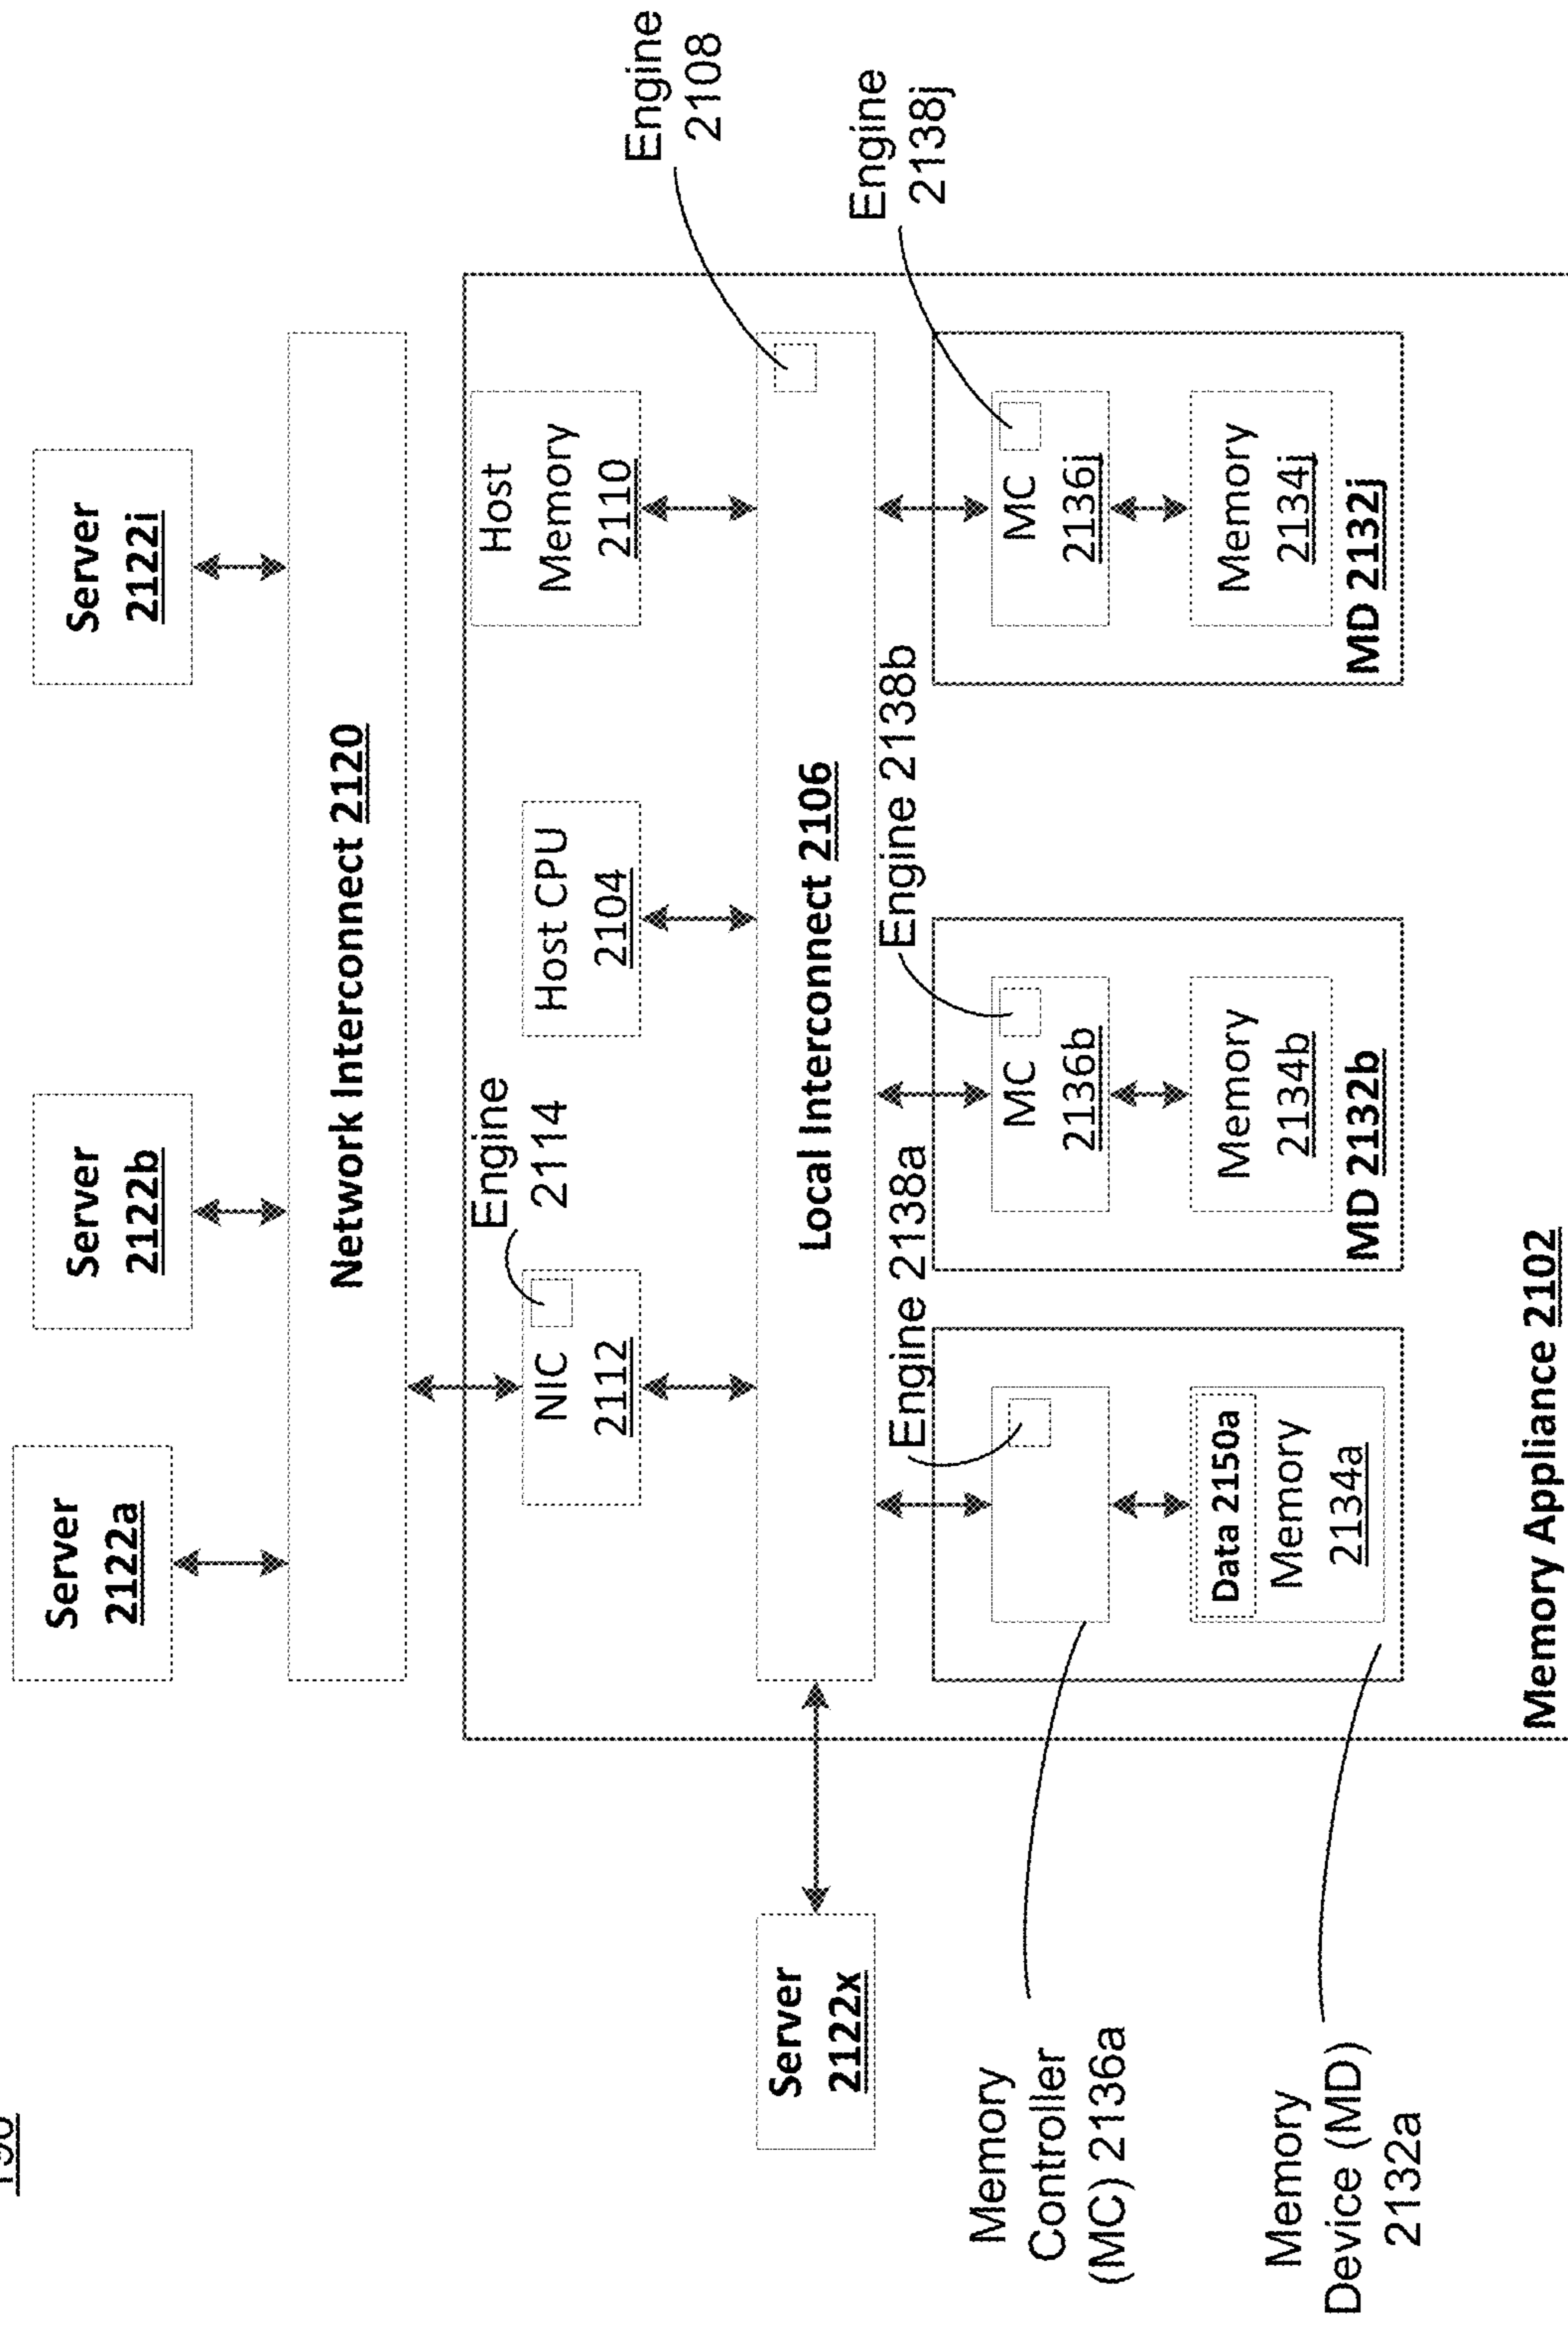 Server
2122a
Server
2122b
Server
2122i
Network Interconnect 2120
Engine
2114
NIC
2112
Host CPU
2104
Host
Memory
2110
Engine
2108
Server
2122x
Local Interconnect 2106
Engine 2138a
Engine 2138b
Engine
2138j
Memory
Controller
(MC) 2136a
MC
2136b
MC
2136j
Data 2150a
Memory
2134a
Memory
2134b
Memory
2134j
Memory
Device (MD)
2132a
MD 2132b
MD 2132j
Memory Appliance 2102